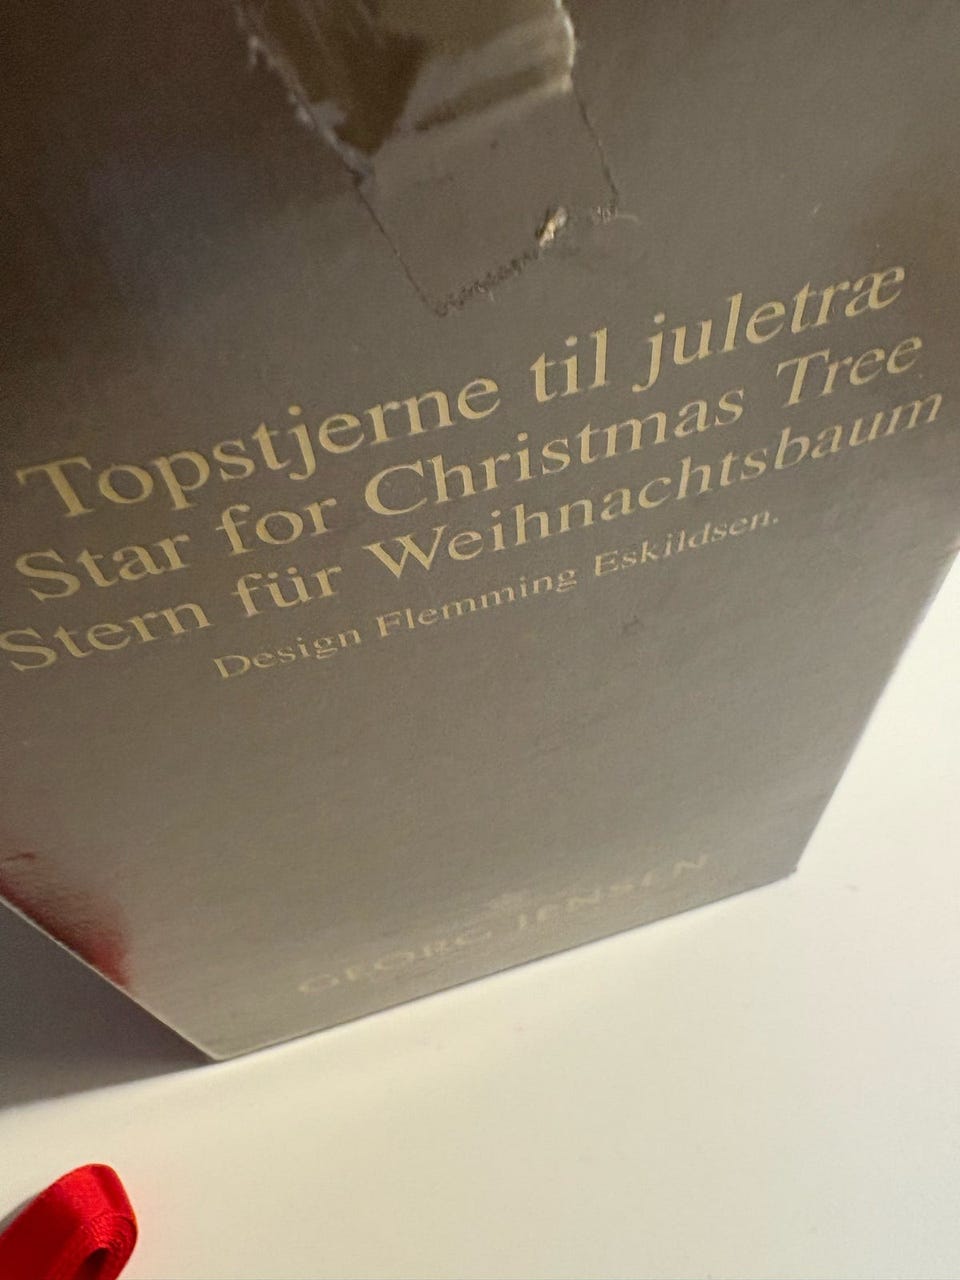 Topstjerne til juletræ
Star for Christmas Tree
Stern für Weihnachtsbaum
Design Flemming Eskildsen.
GEORG JENSEN